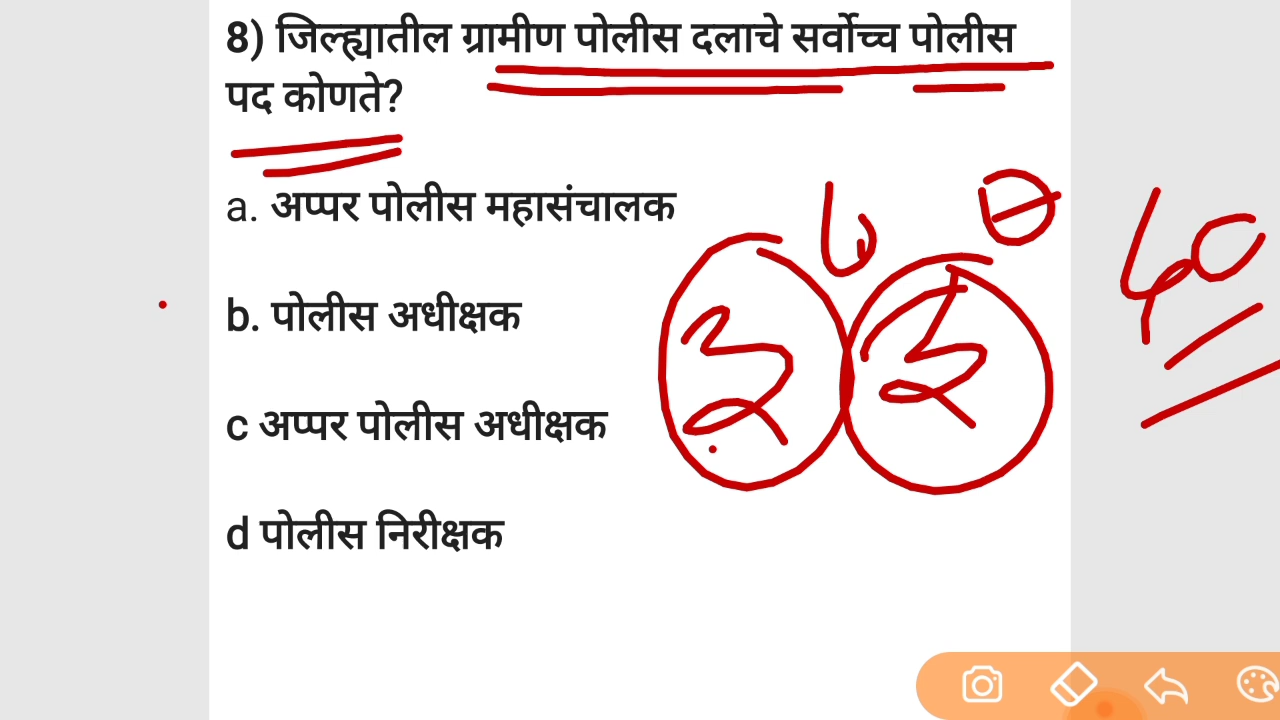 8) जिल्ह्यातील ग्रामीण पोलीस दलाचे सर्वोच्च पोलीस
पद कोणते?
a. अप्पर पोलीस महासंचालक
b. पोलीस अधीक्षक
c अप्पर पोलीस अधीक्षक
d पोलीस निरीक्षक